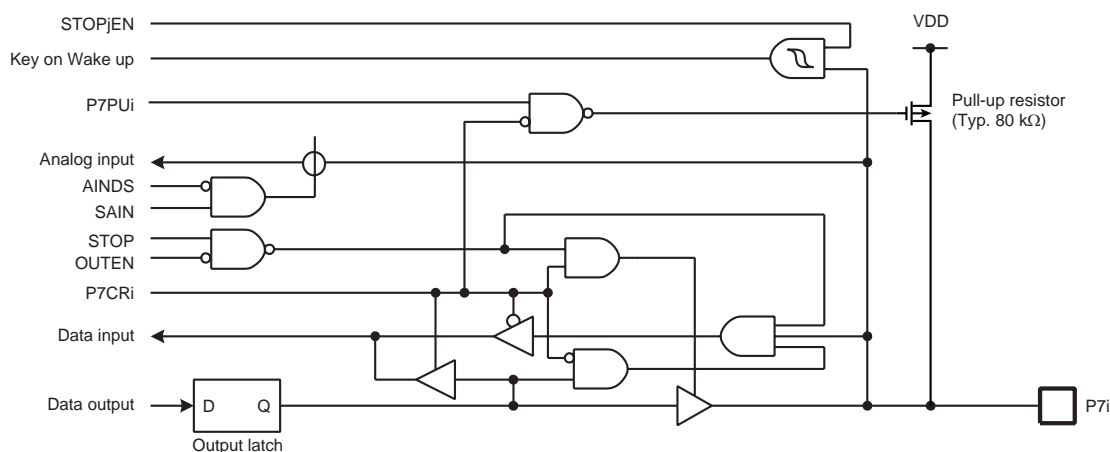 STOPjEN
VDD
Key on Wake up
P7PUi
Pull-up resistor
(Typ. 80 kΩ)
Analog input
AINDS
SAIN
STOP
OUTEN
P7CRi
Data input
Data output
D
Q
P7i
Output latch